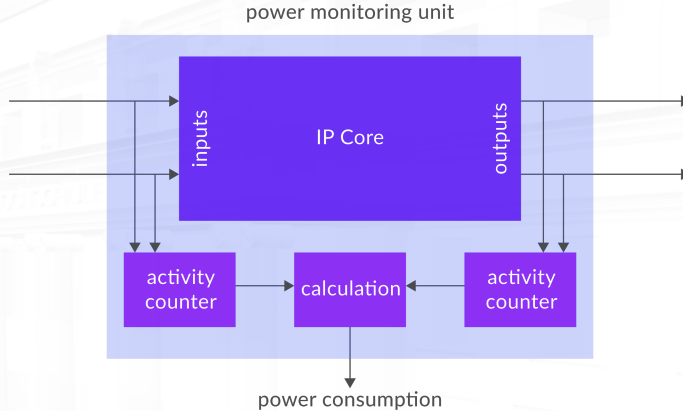 power monitoring unit
inputs
IP Core
outputs
activity
counter
calculation
activity
counter
power consumption